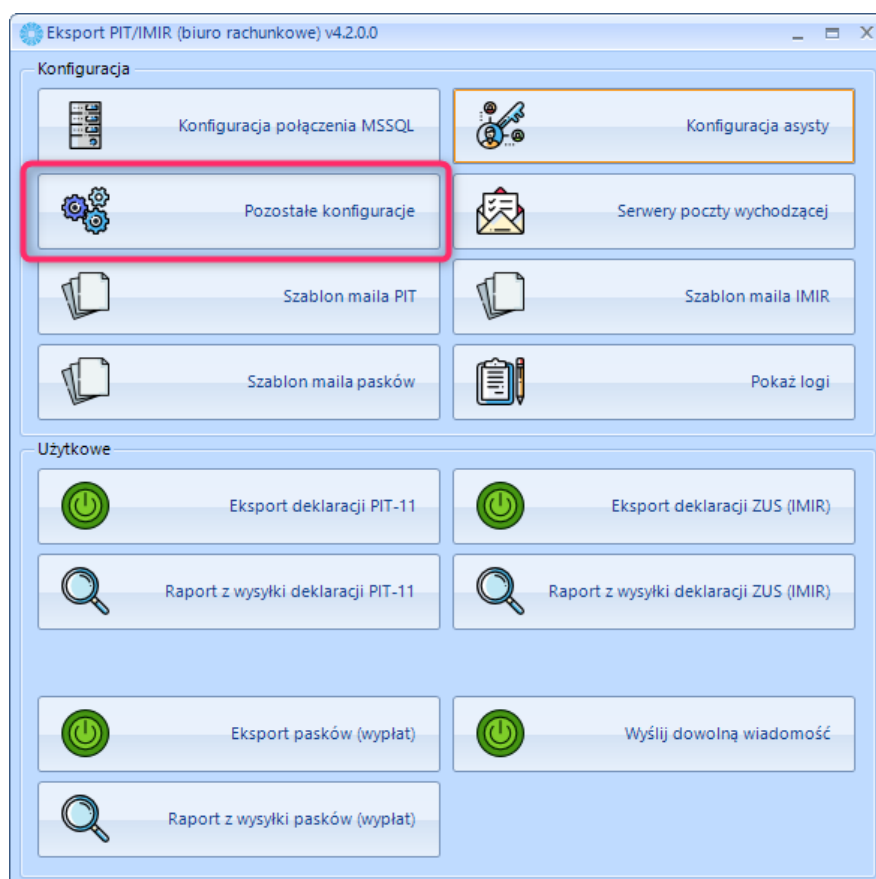 Eksport PIT/IMIR (biuro rachunkowe) v4.2.0.0
Konfiguracja
Konfiguracja połączenia MSSQL
Konfiguracja asysty
Pozostałe konfiguracje
Serwery poczty wychodzącej
Szablon maila PIT
Szablon maila IMIR
Szablon maila pasków
Pokaż logi
Użytkowe
Eksport deklaracji PIT-11
Eksport deklaracji ZUS (IMIR)
Raport z wysyłki deklaracji PIT-11
Raport z wysyłki deklaracji ZUS (IMIR)
Eksport pasków (wypłat)
Wyślij dowolną wiadomość
Raport z wysyłki pasków (wypłat)